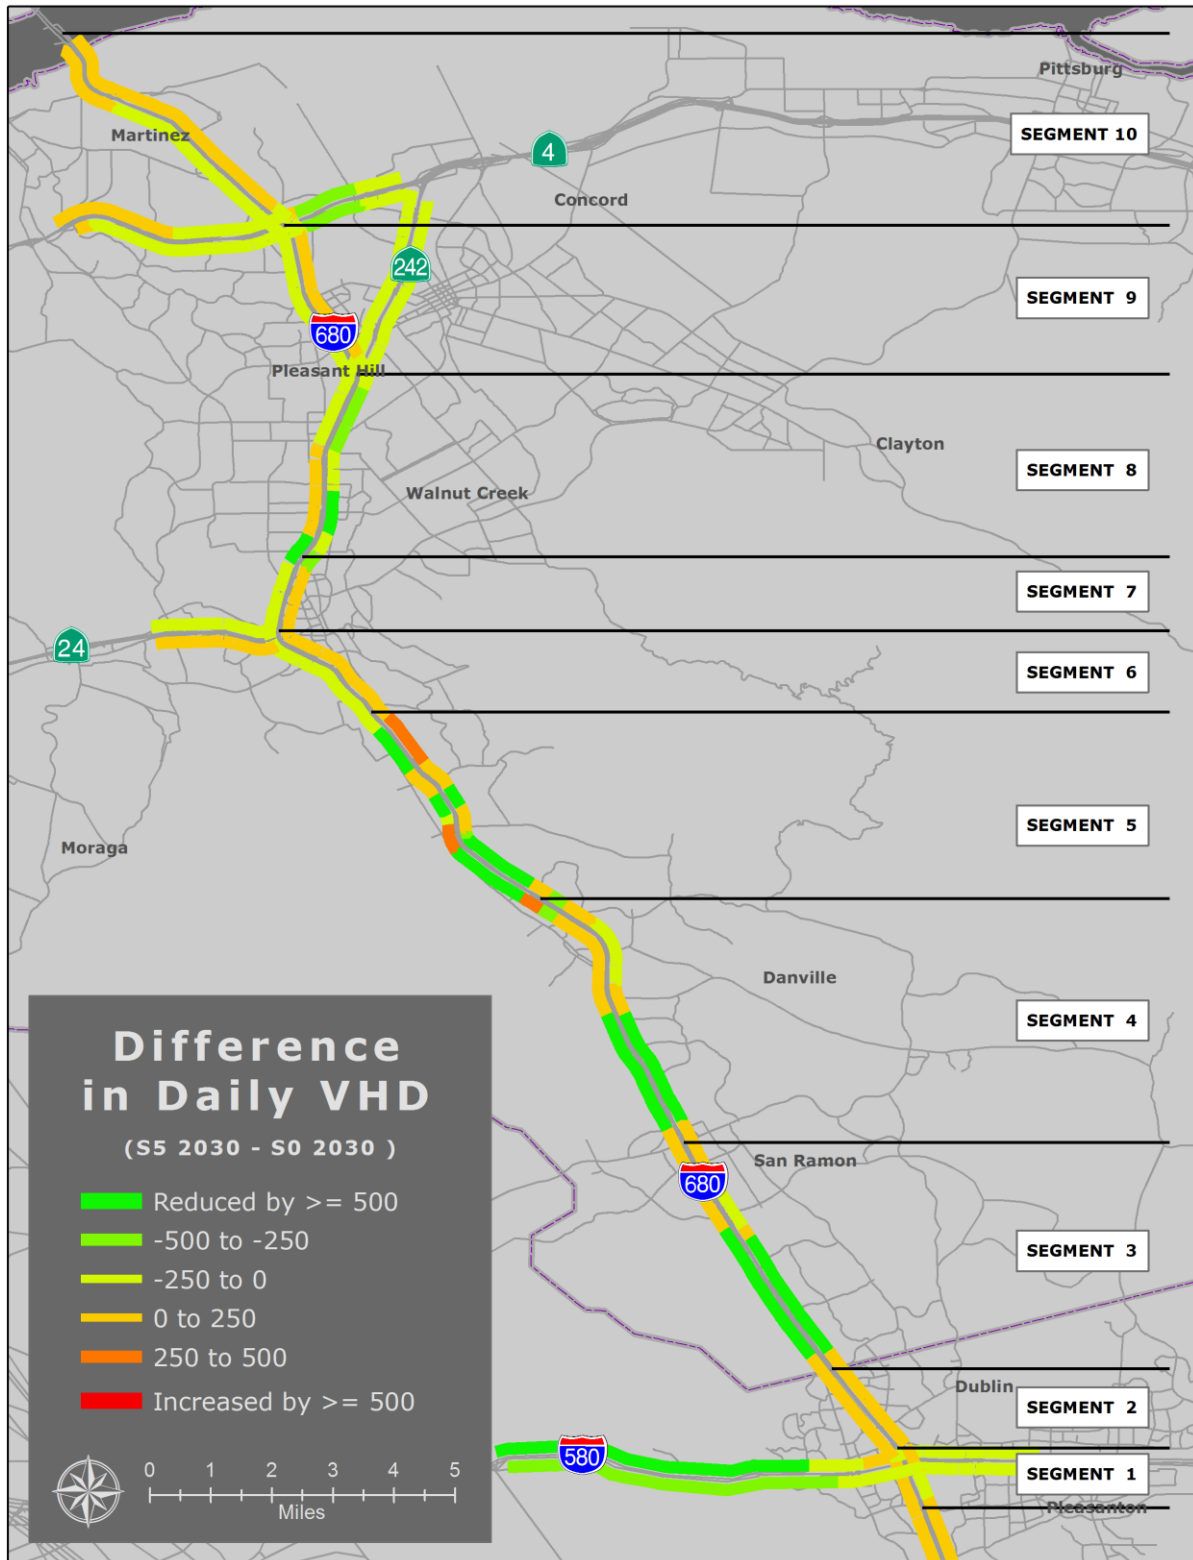 Pittsburg
SEGMENT 10
Martinez
4
Concord
242
SEGMENT 9
680
Pleasant Hill
Clayton
SEGMENT 8
Walnut Creek
SEGMENT 7
24
SEGMENT 6
SEGMENT 5
Moraga
Danville
SEGMENT 4
San Ramon
680
SEGMENT 3
Dublin
SEGMENT 2
580
SEGMENT 1
Pleasanton
Difference
in Daily VHD
(S5 2030 - S0 2030 )
Reduced by >= 500
-500 to -250
-250 to 0
0 to 250
250 to 500
Increased by >= 500
0 1 2 3 4 5
Miles